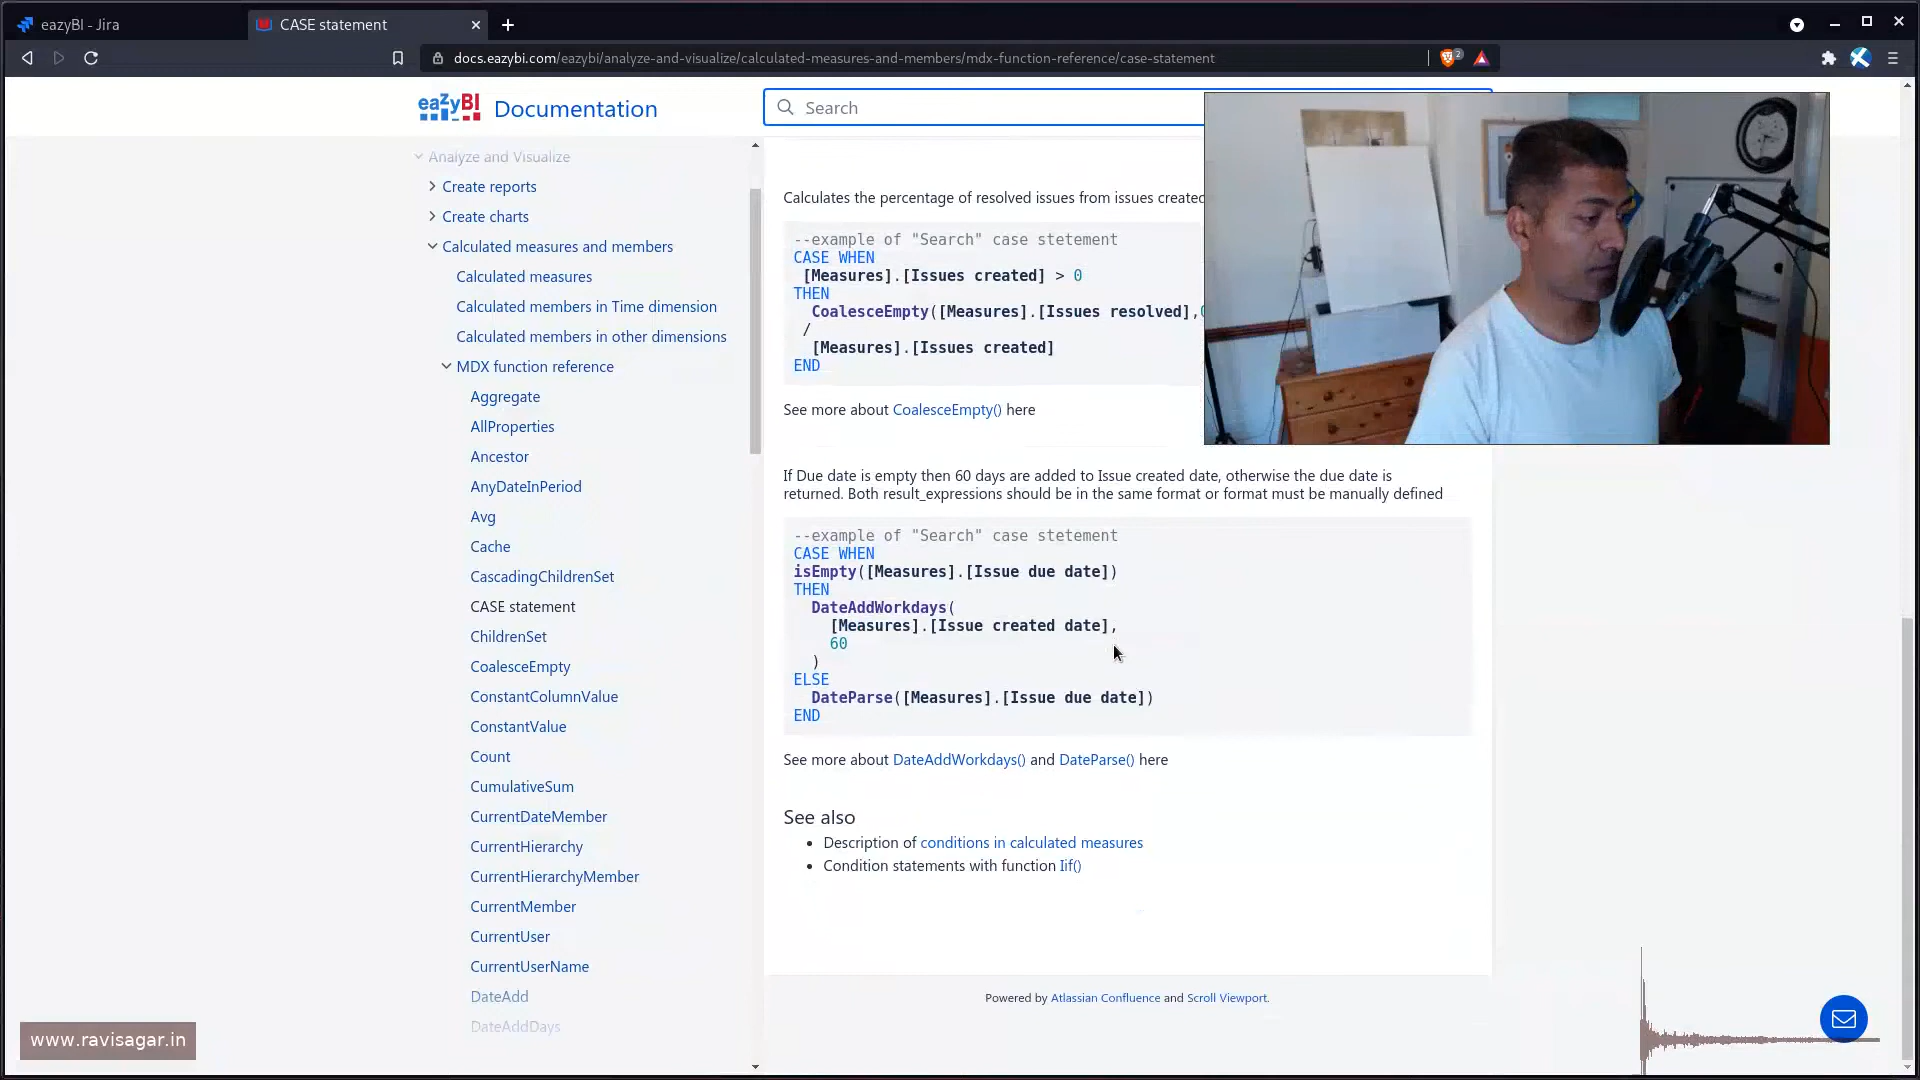 eazyBI - Jira
CASE statement
docs.eazybi.com/eazybi/analyze-and-visualize/calculated-measures-and-members/mdx-function-reference/case-statement
2
eazyBI Documentation
Search
Analyze and Visualize
Create reports
Create charts
Calculated measures and members
Calculated measures
Calculated members in Time dimension
Calculated members in other dimensions
MDX function reference
Aggregate
AllProperties
Ancestor
AnyDateInPeriod
Avg
Cache
CascadingChildrenSet
CASE statement
ChildrenSet
CoalesceEmpty
ConstantColumnValue
ConstantValue
Count
CumulativeSum
CurrentDateMember
CurrentHierarchy
CurrentHierarchyMember
CurrentMember
CurrentUser
CurrentUserName
DateAdd
DateAddDays
Calculates the percentage of resolved issues from issues created
--example of "Search" case stetement
CASE WHEN
[Measures].[Issues created] > 0
THEN
CoalesceEmpty([Measures].[Issues resolved],0
/
[Measures].[Issues created]
END
See more about CoalesceEmpty() here
If Due date is empty then 60 days are added to Issue created date, otherwise the due date is
returned. Both result_expressions should be in the same format or format must be manually defined
--example of "Search" case stetement
CASE WHEN
isEmpty([Measures].[Issue due date])
THEN
DateAddWorkdays(
[Measures].[Issue created date],
60
)
ELSE
DateParse([Measures].[Issue due date])
END
See more about DateAddWorkdays() and DateParse() here
See also
• Description of conditions in calculated measures
• Condition statements with function Iif()
Powered by Atlassian Confluence and Scroll Viewport.
www.ravisagar.in